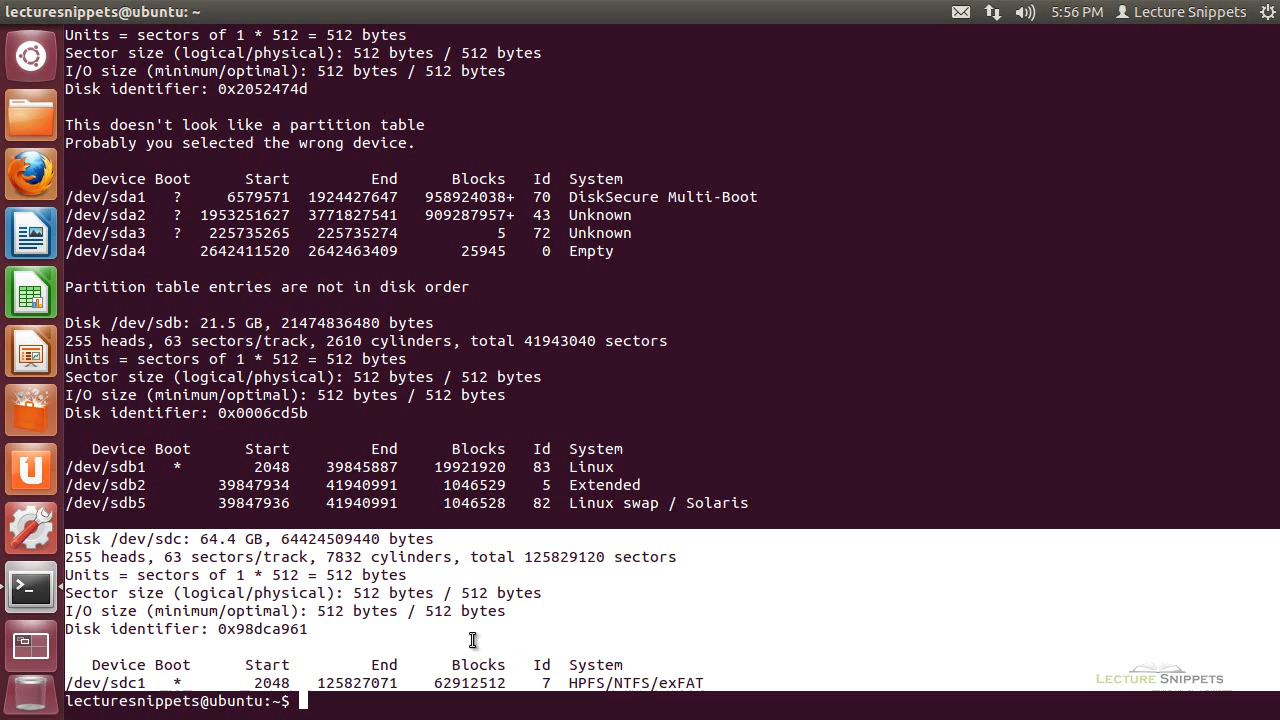 lecturesnippets@ubuntu: ~
5:56 PM
Lecture Snippets
Units = sectors of 1 * 512 = 512 bytes
Sector size (logical/physical): 512 bytes / 512 bytes
I/O size (minimum/optimal): 512 bytes / 512 bytes
Disk identifier: 0x2052474d
This doesn't look like a partition table
Probably you selected the wrong device.
Device Boot Start End Blocks Id System
/dev/sda1 ? 6579571 1924427647 958924038+ 70 DiskSecure Multi-Boot
/dev/sda2 ? 1953251627 3771827541 909287957+ 43 Unknown
/dev/sda3 ? 225735265 225735274 5 72 Unknown
/dev/sda4 2642411520 2642463409 25945 0 Empty
Partition table entries are not in disk order
Disk /dev/sdb: 21.5 GB, 21474836480 bytes
255 heads, 63 sectors/track, 2610 cylinders, total 41943040 sectors
Units = sectors of 1 * 512 = 512 bytes
Sector size (logical/physical): 512 bytes / 512 bytes
I/O size (minimum/optimal): 512 bytes / 512 bytes
Disk identifier: 0x0006cd5b
Device Boot Start End Blocks Id System
/dev/sdb1 * 2048 39845887 19921920 83 Linux
/dev/sdb2 39847934 41940991 1046529 5 Extended
/dev/sdb5 39847936 41940991 1046528 82 Linux swap / Solaris
Disk /dev/sdc: 64.4 GB, 64424509440 bytes
255 heads, 63 sectors/track, 7832 cylinders, total 125829120 sectors
Units = sectors of 1 * 512 = 512 bytes
Sector size (logical/physical): 512 bytes / 512 bytes
I/O size (minimum/optimal): 512 bytes / 512 bytes
Disk identifier: 0x98dca961
Device Boot Start End Blocks Id System
/dev/sdc1 * 2048 125827071 62912512 7 HPFS/NTFS/exFAT
LECTURE SNIPPETS
lecturesnippets@ubuntu:~$